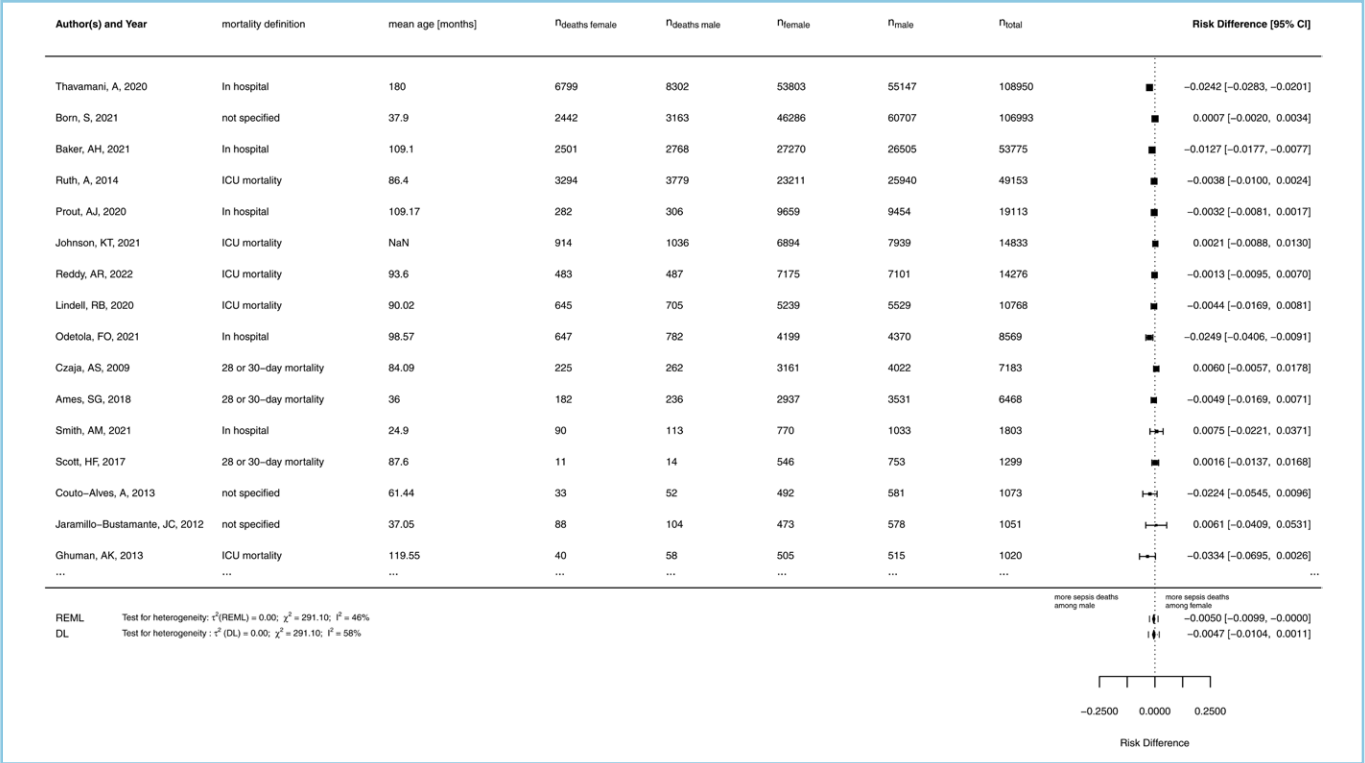 Author(s) and Year mortality definition mean age [months] ndeaths female ndeaths male nfemale nmale ntotal Risk Difference [95% CI]
Thavamani, A, 2020 In hospital 180 6799 8302 53803 55147 108950 −0.0242 [−0.0283, −0.0201]
Born, S, 2021 not specified 37.9 2442 3163 46286 60707 106993 0.0007 [−0.0020, 0.0034]
Baker, AH, 2021 In hospital 109.1 2501 2768 27270 26505 53775 −0.0127 [−0.0177, −0.0077]
Ruth, A, 2014 ICU mortality 86.4 3294 3779 23211 25940 49153 −0.0038 [−0.0100, 0.0024]
Prout, AJ, 2020 In hospital 109.17 282 306 9659 9454 19113 −0.0032 [−0.0081, 0.0017]
Johnson, KT, 2021 ICU mortality NaN 914 1036 6894 7939 14833 0.0021 [−0.0088, 0.0130]
Reddy, AR, 2022 ICU mortality 93.6 483 487 7175 7101 14276 −0.0013 [−0.0095, 0.0070]
Lindell, RB, 2020 ICU mortality 90.02 645 705 5239 5529 10768 −0.0044 [−0.0169, 0.0081]
Odetola, FO, 2021 In hospital 98.57 647 782 4199 4370 8569 −0.0249 [−0.0406, −0.0091]
Czaja, AS, 2009 28 or 30−day mortality 84.09 225 262 3161 4022 7183 0.0060 [−0.0057, 0.0178]
Ames, SG, 2018 28 or 30−day mortality 36 182 236 2937 3531 6468 −0.0049 [−0.0169, 0.0071]
Smith, AM, 2021 In hospital 24.9 90 113 770 1033 1803 0.0075 [−0.0221, 0.0371]
Scott, HF, 2017 28 or 30−day mortality 87.6 11 14 546 753 1299 0.0016 [−0.0137, 0.0168]
Couto−Alves, A, 2013 not specified 61.44 33 52 492 581 1073 −0.0224 [−0.0545, 0.0096]
Jaramillo−Bustamante, JC, 2012 not specified 37.05 88 104 473 578 1051 0.0061 [−0.0409, 0.0531]
Ghuman, AK, 2013 ICU mortality 119.55 40 58 505 515 1020 −0.0334 [−0.0695, 0.0026]
... ... ... ... ... ... ... ... ...
more sepsis deaths more sepsis deaths
among male among female
REML Test for heterogeneity: τ²(REML) = 0.00; χ² = 291.10; I² = 46% −0.0050 [−0.0099, −0.0000]
DL Test for heterogeneity : τ² (DL) = 0.00; χ² = 291.10; I² = 58% −0.0047 [−0.0104, 0.0011]
−0.2500 0.0000 0.2500
Risk Difference